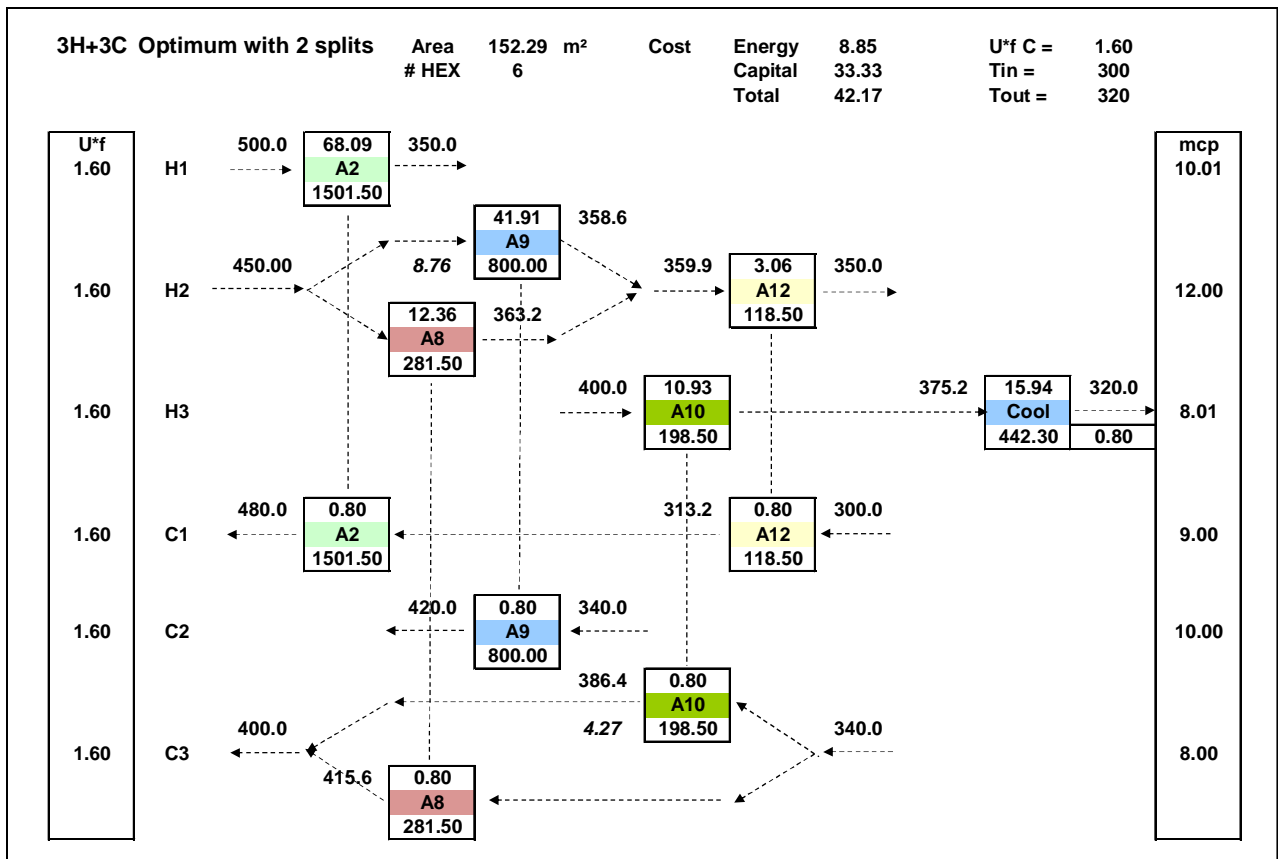 3H+3C Optimum with 2 splits Area 152.29 m² Cost Energy 8.85 U*f C = 1.60
# HEX 6 Capital 33.33 Tin = 300
Total 42.17 Tout = 320
U*f 500.0 68.09 350.0 mcp
1.60 H1 A2 10.01
1501.50
41.91 358.6
A9
450.00 8.76 800.00 359.9 3.06 350.0
1.60 H2 A12 12.00
12.36 363.2 118.50
A8
281.50
400.0 10.93 375.2 15.94 320.0
1.60 H3 A10 Cool 8.01
198.50 442.30 0.80
480.0 0.80 313.2 0.80 300.0
1.60 C1 A2 A12 9.00
1501.50 118.50
420.0 0.80 340.0
1.60 C2 A9 10.00
800.00
386.4 0.80
A10
400.0 4.27 198.50 340.0
1.60 C3 8.00
415.6 0.80
A8
281.50